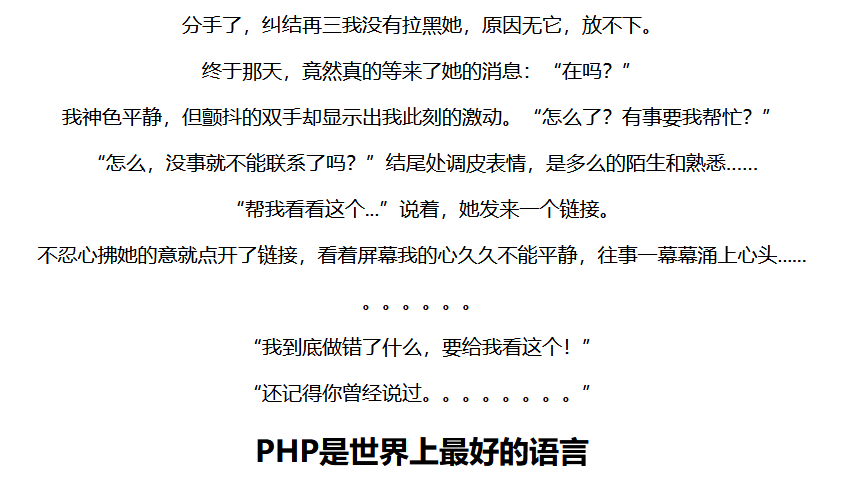 分手了，纠结再三我没有拉黑她，原因无它，放不下。
终于那天，竟然真的等来了她的消息：“在吗？”
我神色平静，但颤抖的双手却显示出我此刻的激动。“怎么了？有事要我帮忙？”
“怎么，没事就不能联系了吗？”结尾处调皮表情，是多么的陌生和熟悉......
“帮我看看这个...”说着，她发来一个链接。
不忍心拂她的意就点开了链接，看着屏幕我的心久久不能平静，往事一幕幕涌上心头......
。。。。。。
“我到底做错了什么，要给我看这个！”
“还记得你曾经说过。。。。。。。。”
PHP是世界上最好的语言